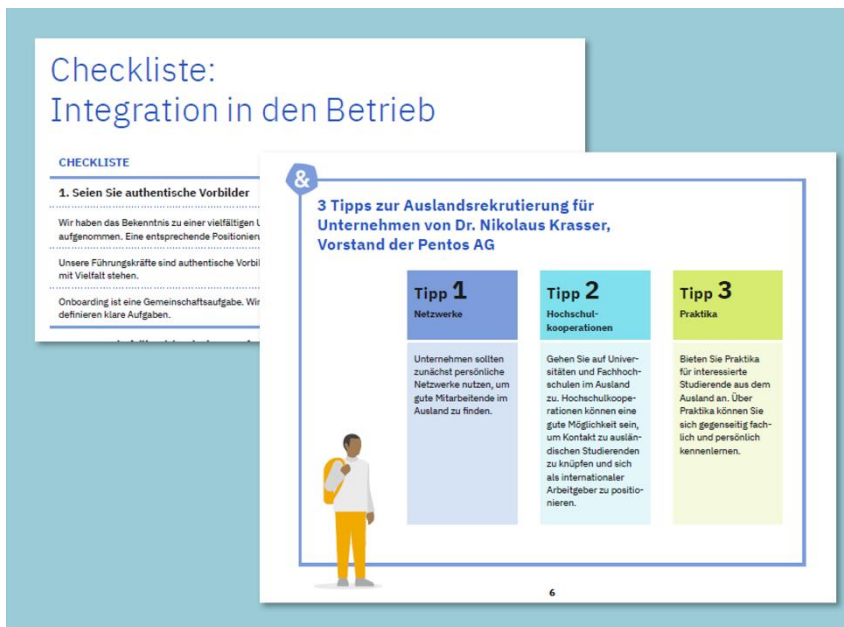 Checkliste:
Integration in den Betrieb
CHECKLISTE
1. Seien Sie authentische Vorbilder
Wir haben das Bekenntnis zu einer vielfältigen
aufgenommen. Eine entsprechende
Unsere Führungskräfte sind authentische
mit Vielfalt stehen.
Onboarding ist eine Gemeinschaftsaufgabe.
definieren klare Aufgaben.
&
3 Tipps zur Auslandsrekrutierung für
Unternehmen von Dr. Nikolaus Krasser,
Vorstand der Pentos AG
Tipp 1
Netzwerke
Unternehmen sollten
zunächst persönliche
Netzwerke nutzen, um
gute Mitarbeitende im
Ausland zu finden.
Tipp 2
Hochschul-
kooperationen
Gehen Sie auf Univer-
sitäten und Fachhoch-
schulen im Ausland
zu. Hochschulkoope-
rationen können eine
gute Möglichkeit sein,
um Kontakt zu auslän-
dischen Studierenden
zu knüpfen und sich
als internationaler
Arbeitgeber zu positio-
nieren.
Tipp 3
Praktika
Bieten Sie Praktika
für interessierte
Studierende aus dem
Ausland an. Über
Praktika können Sie
sich gegenseitig fach-
lich und persönlich
kennenlernen.
6